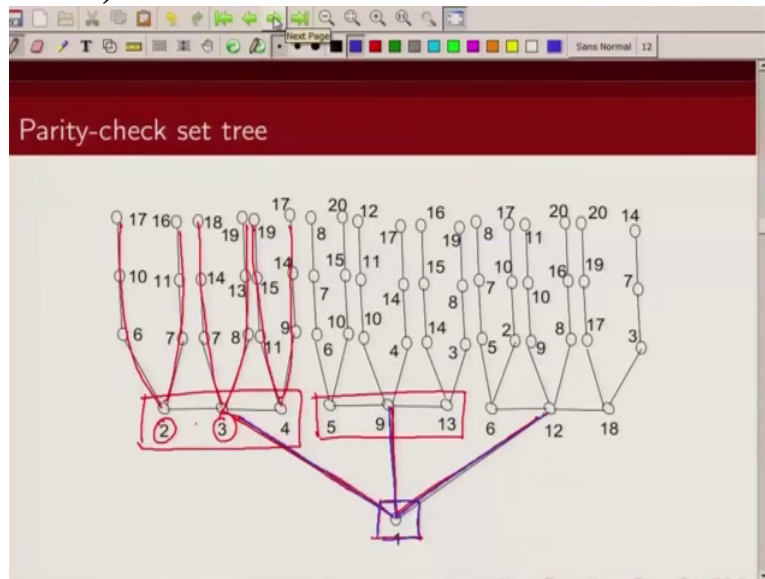 Next Page
Sans Normal 12
Parity-check set tree
17 16 18 19 19 17 8 20 12 17 16 19 8 17 11 20 20 14
10 11 14 13 15 14 7 15 11 14 15 8 7 10 10 16 19 7
6 7 7 8 11 9 6 10 10 4 14 3 5 2 9 8 17 3
2 3 4 5 9 13 6 12 18
1